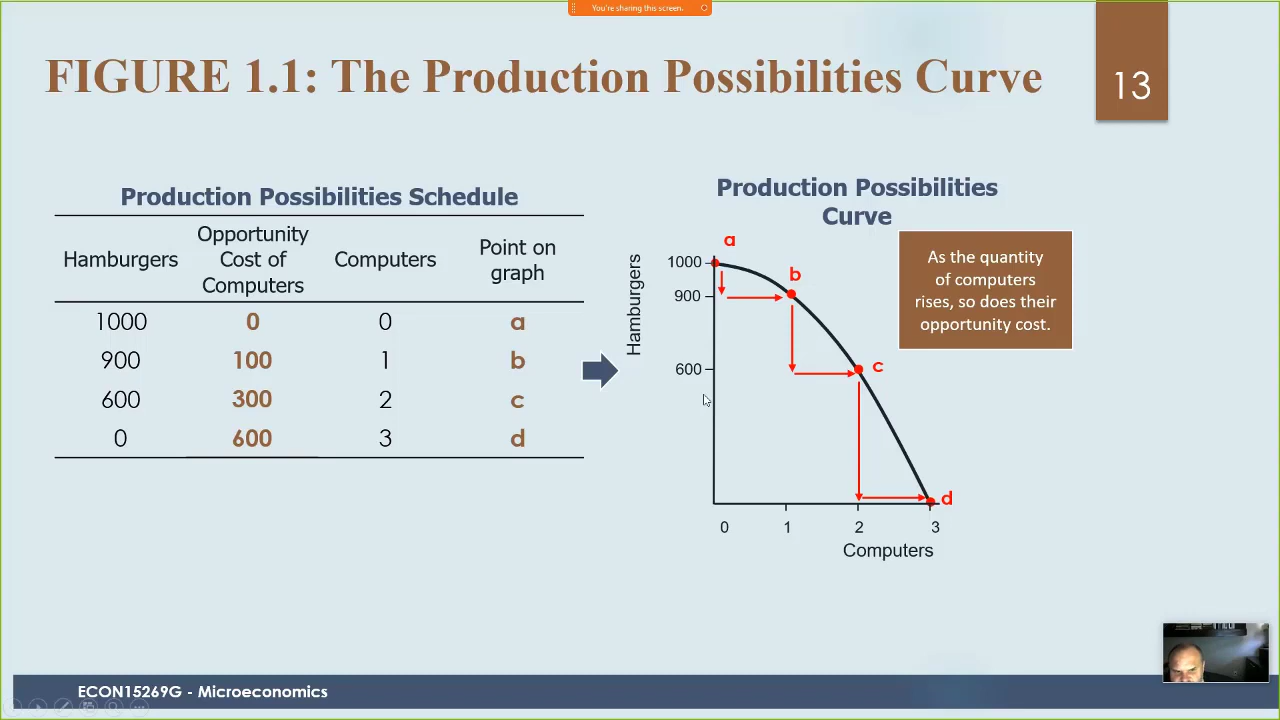 You're sharing this screen.
FIGURE 1.1: The Production Possibilities Curve
13
Production Possibilities Schedule
Hamburgers
Opportunity
Cost of
Computers
Computers
Point on
graph
1000 0 0 a
900 100 1 b
600 300 2 c
0 600 3 d
Production Possibilities
Curve
As the quantity
of computers
rises, so does their
opportunity cost.
Hamburgers
a
1000
b
900
600
c
d
0 1 2 3
Computers
ECON15269G - Microeconomics